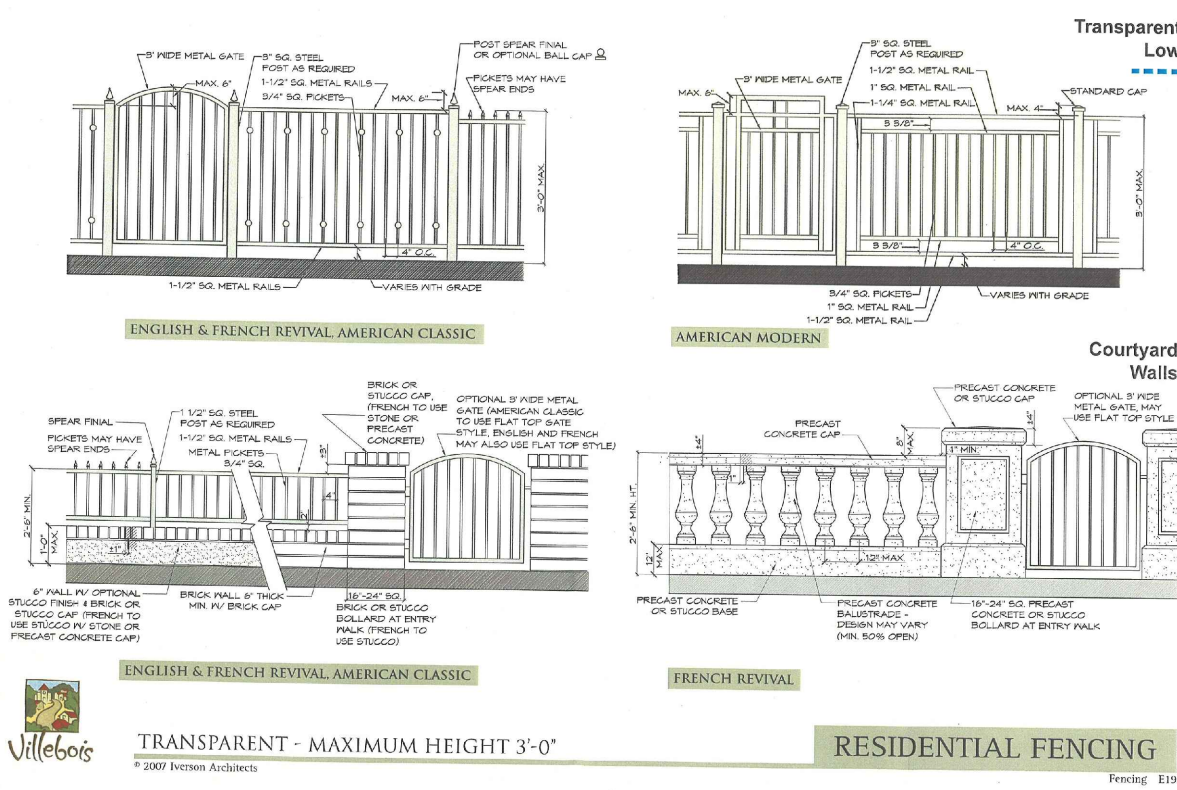 Transparent
Low
3' WIDE METAL GATE
MAX. 6"
3" SQ. STEEL
POST AS REQUIRED
1-1/2" SQ. METAL RAILS
3/4" SQ. PICKETS
MAX. 6"
POST SPEAR FINIAL
OR OPTIONAL BALL CAP
PICKETS MAY HAVE
SPEAR ENDS
3'-0" MAX.
4" O.C.
1-1/2" SQ. METAL RAILS
VARIES WITH GRADE
ENGLISH & FRENCH REVIVAL, AMERICAN CLASSIC
3" SQ. STEEL
POST AS REQUIRED
1-1/2" SQ. METAL RAIL
3' WIDE METAL GATE
1" SQ. METAL RAIL
MAX. 6"
1-1/4" SQ. METAL RAIL
MAX. 4"
STANDARD CAP
3 3/8"
3'-0" MAX.
3 3/8"
4" O.C.
3/4" SQ. PICKETS
VARIES WITH GRADE
1" SQ. METAL RAIL
1-1/2" SQ. METAL RAIL
AMERICAN MODERN
Courtyard
Walls
SPEAR FINIAL
PICKETS MAY HAVE
SPEAR ENDS
1 1/2" SQ. STEEL
POST AS REQUIRED
1-1/2" SQ. METAL RAILS
METAL PICKETS
3/4" SQ.
BRICK OR
STUCCO CAP,
(FRENCH TO USE
STONE OR
PRECAST
CONCRETE)
OPTIONAL 3' WIDE METAL
GATE (AMERICAN CLASSIC
TO USE FLAT TOP GATE
STYLE, ENGLISH AND FRENCH
MAY ALSO USE FLAT TOP STYLE)
±3"
4"
2"
2'-6" MIN.
1'-0"
MAX.
±1"
6" WALL W/ OPTIONAL
STUCCO FINISH & BRICK OR
STUCCO CAP (FRENCH TO
USE STUCCO W/ STONE OR
PRECAST CONCRETE CAP)
BRICK WALL 6" THICK
MIN. W/ BRICK CAP
16"-24" SQ.
BRICK OR STUCCO
BOLLARD AT ENTRY
WALK (FRENCH TO
USE STUCCO)
ENGLISH & FRENCH REVIVAL, AMERICAN CLASSIC
PRECAST CONCRETE
OR STUCCO CAP
OPTIONAL 3' WIDE
METAL GATE, MAY
USE FLAT TOP STYLE
PRECAST
CONCRETE CAP
±4"
8"
MAX.
14"
1" MIN.
1"
2'-6" MIN. HT.
12"
MAX.
12" MAX.
PRECAST CONCRETE
OR STUCCO BASE
PRECAST CONCRETE
BALUSTRADE -
DESIGN MAY VARY
(MIN. 50% OPEN)
16"-24" SQ. PRECAST
CONCRETE OR STUCCO
BOLLARD AT ENTRY WALK
FRENCH REVIVAL
Villebois
TRANSPARENT - MAXIMUM HEIGHT 3'-0"
© 2007 Iverson Architects
RESIDENTIAL FENCING
Fencing E19